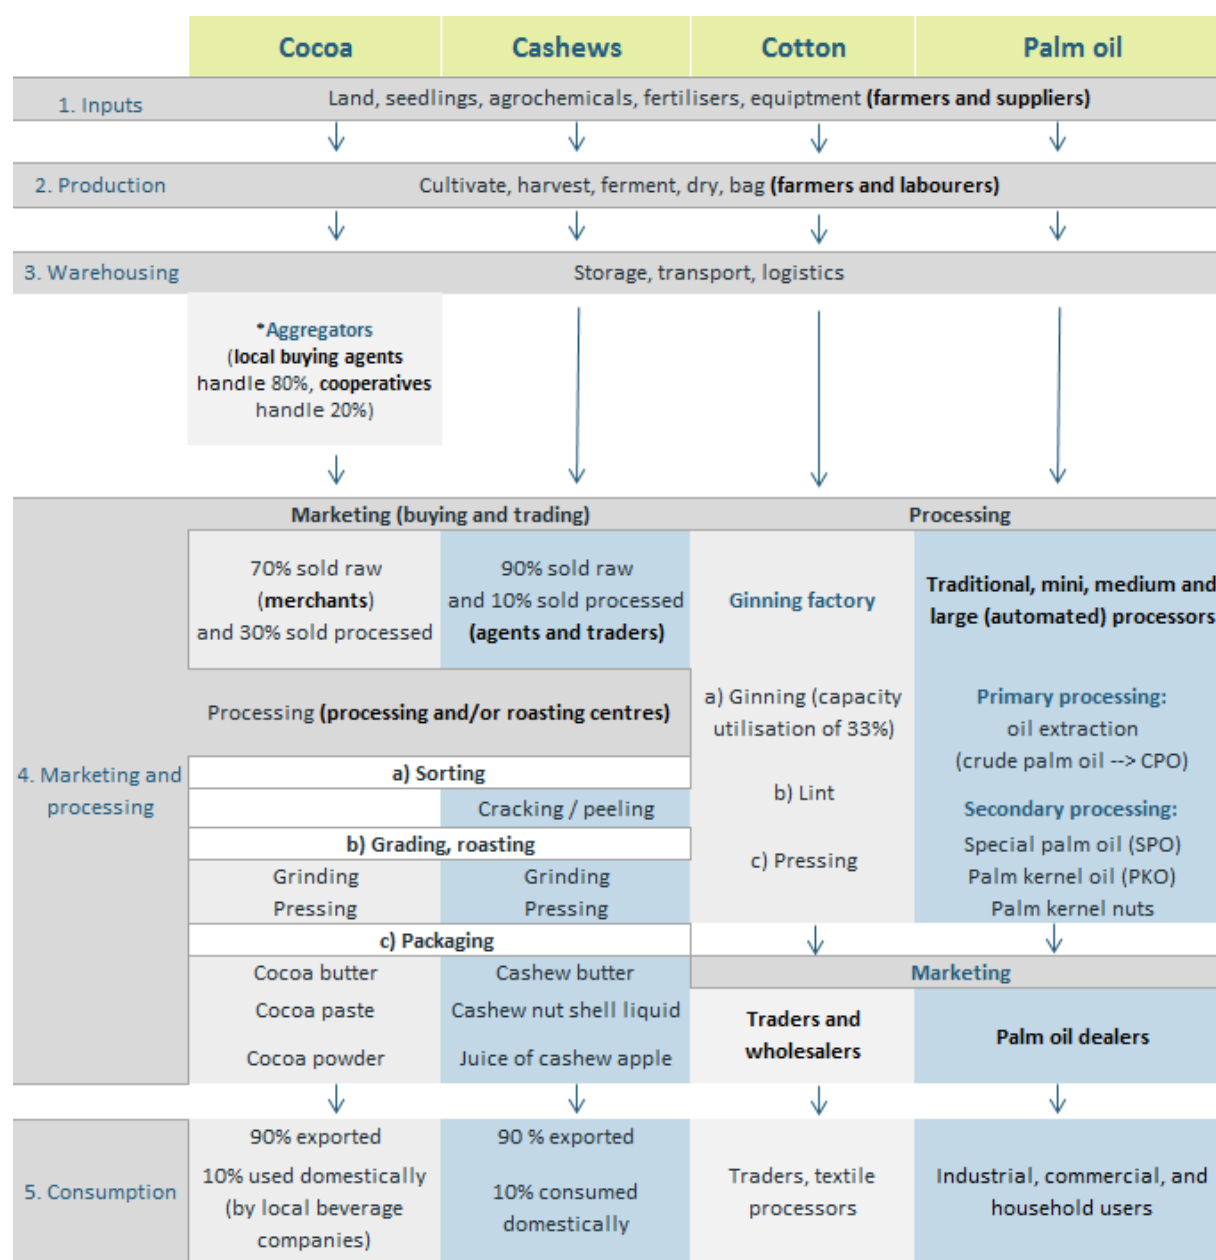 Cocoa
Cashews
Cotton
Palm oil
1. Inputs
Land, seedlings, agrochemicals, fertilisers, equiptment (farmers and suppliers)
2. Production
Cultivate, harvest, ferment, dry, bag (farmers and labourers)
3. Warehousing
Storage, transport, logistics
*Aggregators
(local buying agents
handle 80%, cooperatives
handle 20%)
4. Marketing and
processing
Marketing (buying and trading)
70% sold raw
(merchants)
and 30% sold processed
90% sold raw
and 10% sold processed
(agents and traders)
Processing (processing and/or roasting centres)
a) Sorting
Cracking / peeling
b) Grading, roasting
Grinding
Grinding
Pressing
Pressing
c) Packaging
Cocoa butter
Cashew butter
Cocoa paste
Cashew nut shell liquid
Cocoa powder
Juice of cashew apple
Processing
Ginning factory
a) Ginning (capacity
utilisation of 33%)
b) Lint
c) Pressing
Traditional, mini, medium and
large (automated) processors
Primary processing:
oil extraction
(crude palm oil --> CPO)
Secondary processing:
Special palm oil (SPO)
Palm kernel oil (PKO)
Palm kernel nuts
Marketing
Traders and
wholesalers
Palm oil dealers
5. Consumption
90% exported
10% used domestically
(by local beverage
companies)
90 % exported
10% consumed
domestically
Traders, textile
processors
Industrial, commercial, and
household users